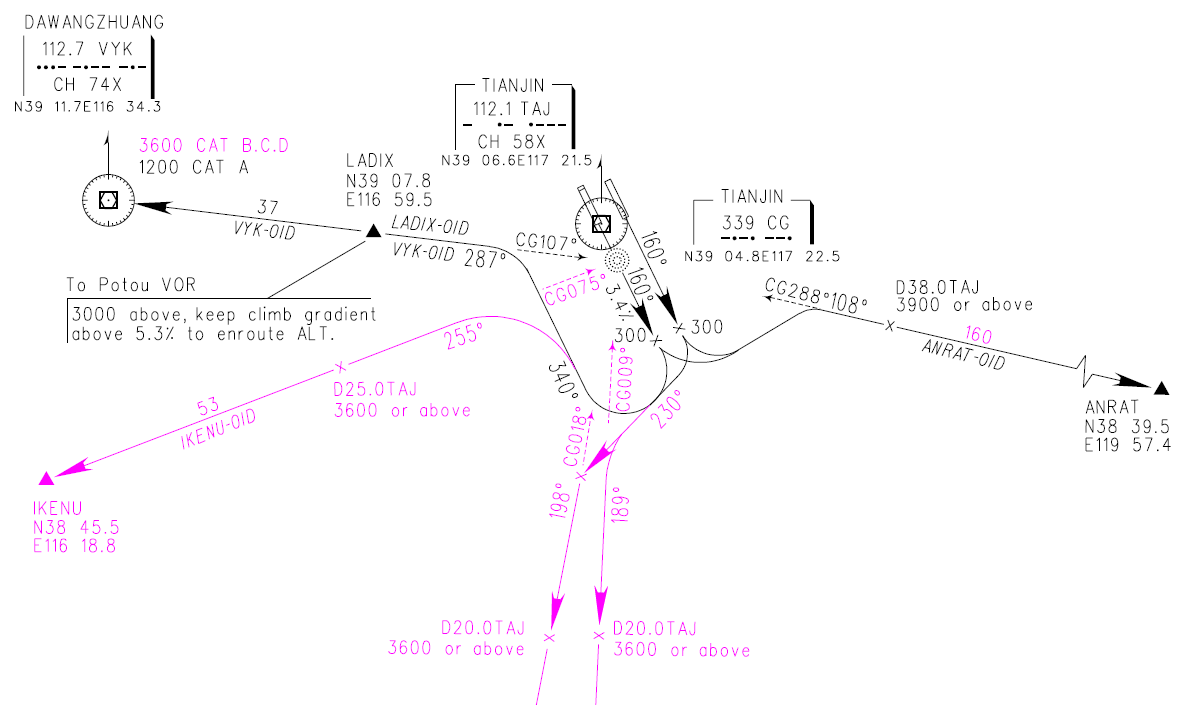 DAWANGZHUANG
112.7 VYK
CH 74X
N39 11.7E116 34.3
3600 CAT B.C.D
1200 CAT A
TIANJIN
112.1 TAJ
CH 58X
N39 06.6E117 21.5
LADIX
N39 07.8
E116 59.5
TIANJIN
339 CG
N39 04.8E117 22.5
37
VYK-01D
LADIX-01D
VYK-01D
287°
CG107°
CG075°
160°
160°
3.4%
300
300
CG288°
108°
D38.0TAJ
3900 or above
160
ANRAT-01D
ANRAT
N38 39.5
E119 57.4
To Potou VOR
3000 above, keep climb gradient
above 5.3% to enroute ALT.
255°
340°
CG009°
CG018°
230°
D25.0TAJ
3600 or above
53
IKENU-01D
IKENU
N38 45.5
E116 18.8
198°
189°
D20.0TAJ
3600 or above
D20.0TAJ
3600 or above